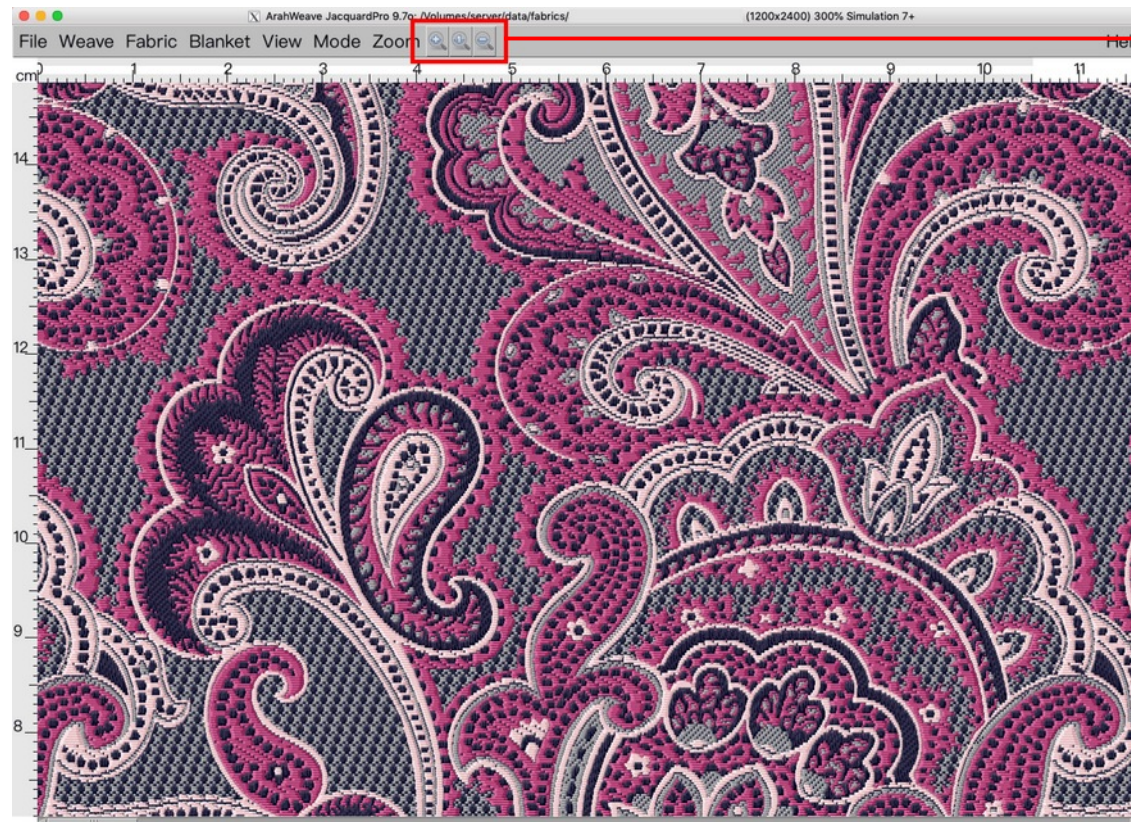 ArahWeave JacquardPro 9.7o: /Volumes/server/data/fabrics/ (1200x2400) 300% Simulation 7+
File Weave Fabric Blanket View Mode Zoom Hel
cm 0 1 2 3 4 5 6 7 8 9 10 11
14
13
12
11
10
9
8